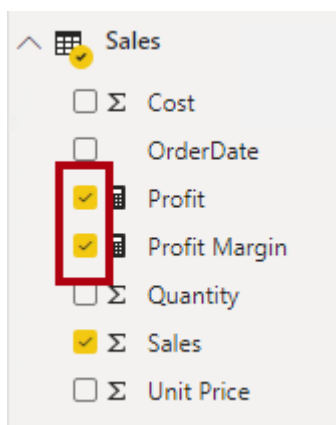 Sales
Σ Cost
OrderDate
Profit
Profit Margin
Σ Quantity
Σ Sales
Σ Unit Price